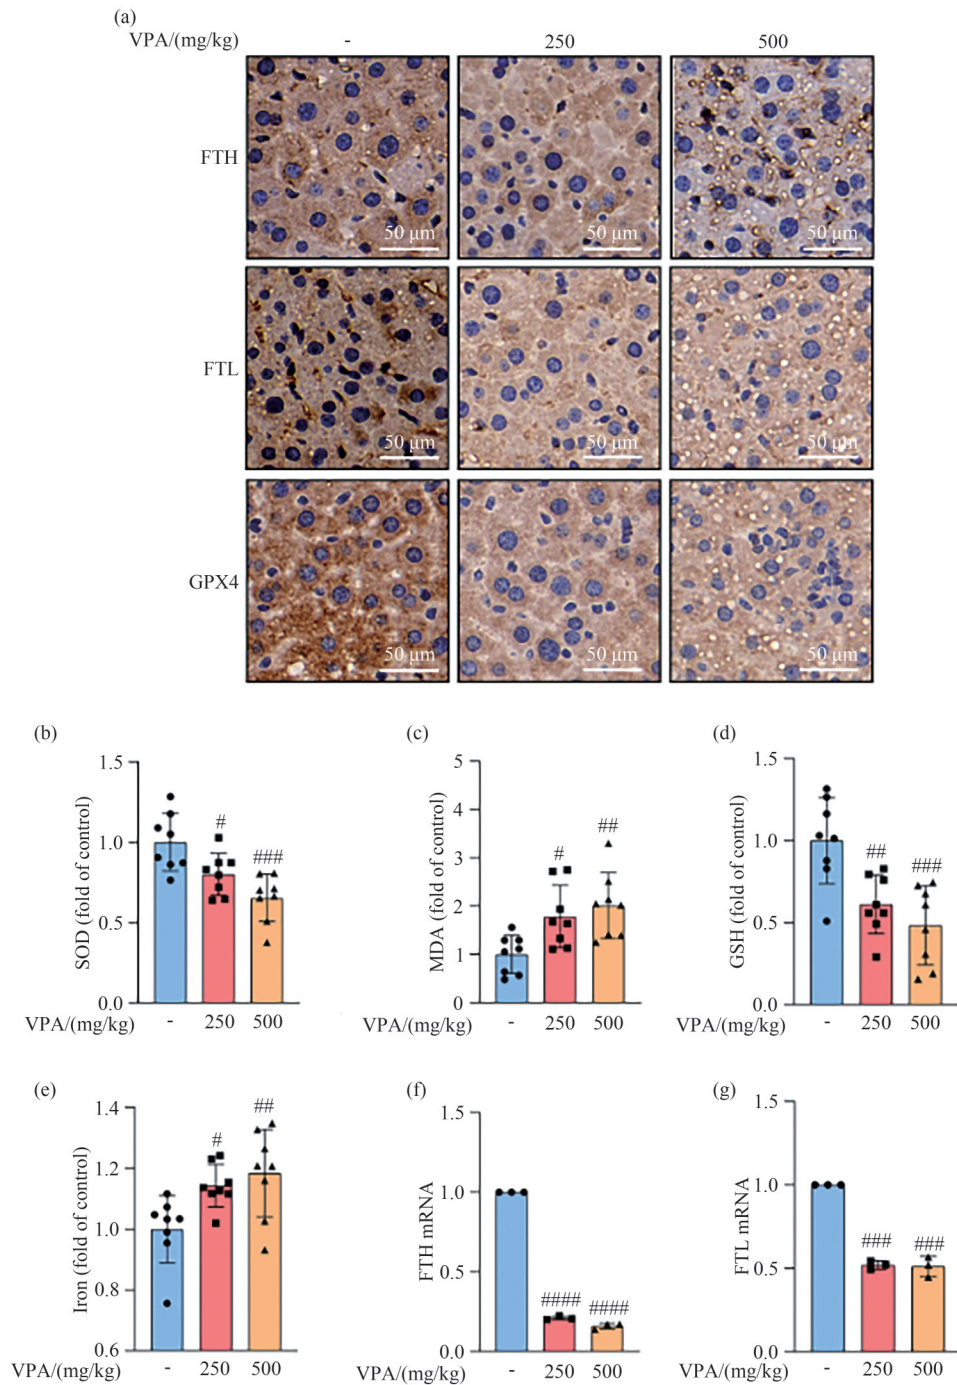 (a)
VPA/(mg/kg) - 250 500
FTH
50 μm 50 μm 50 μm
FTL
50 μm 50 μm 50 μm
GPX4
50 μm 50 μm 50 μm
(b)
SOD (fold of control)
1.5
1.0
0.5
0.0
#
###
VPA/(mg/kg) - 250 500
(c)
MDA (fold of control)
5
4
3
2
1
0
#
##
VPA/(mg/kg) - 250 500
(d)
GSH (fold of control)
1.5
1.0
0.5
0.0
##
###
VPA/(mg/kg) - 250 500
(e)
Iron (fold of control)
1.4
1.2
1.0
0.8
0.6
#
##
VPA/(mg/kg) - 250 500
(f)
FTH mRNA
1.5
1.0
0.5
0.0
####
####
VPA/(mg/kg) - 250 500
(g)
FTL mRNA
1.5
1.0
0.5
0.0
###
###
VPA/(mg/kg) - 250 500